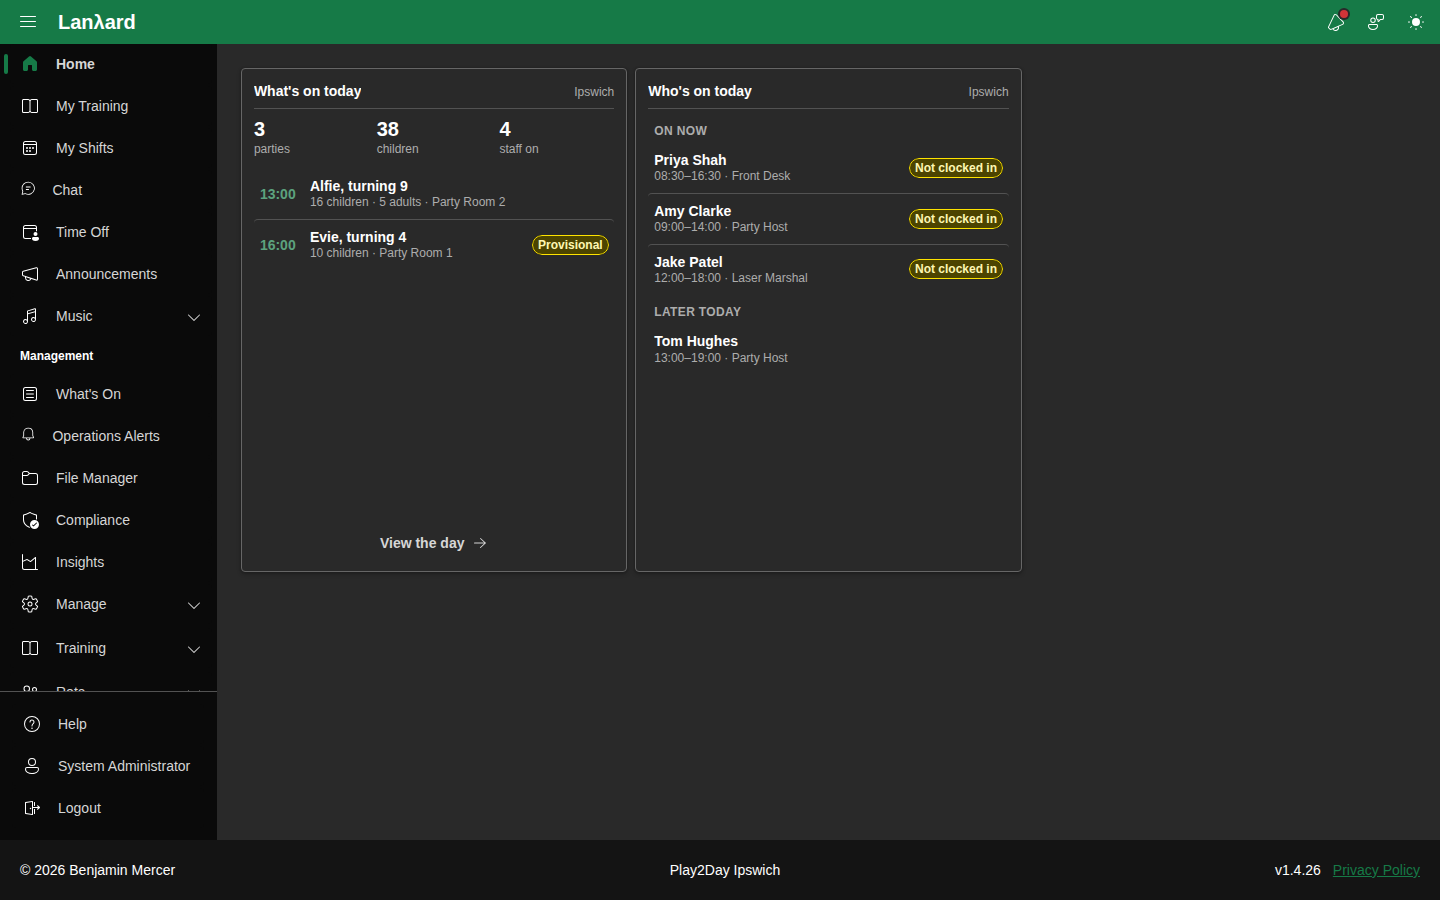 Lanλard
Home
My Training
My Shifts
Chat
Time Off
Announcements
Music
Management
What's On
Operations Alerts
File Manager
Compliance
Insights
Manage
Training
Rota
Help
System Administrator
Logout
What's on today
Ipswich
3
parties
38
children
4
staff on
13:00
Alfie, turning 9
16 children · 5 adults · Party Room 2
16:00
Evie, turning 4
10 children · Party Room 1
Provisional
View the day
Who's on today
Ipswich
ON NOW
Priya Shah
08:30–16:30 · Front Desk
Not clocked in
Amy Clarke
09:00–14:00 · Party Host
Not clocked in
Jake Patel
12:00–18:00 · Laser Marshal
Not clocked in
LATER TODAY
Tom Hughes
13:00–19:00 · Party Host
© 2026 Benjamin Mercer
Play2Day Ipswich
v1.4.26 Privacy Policy